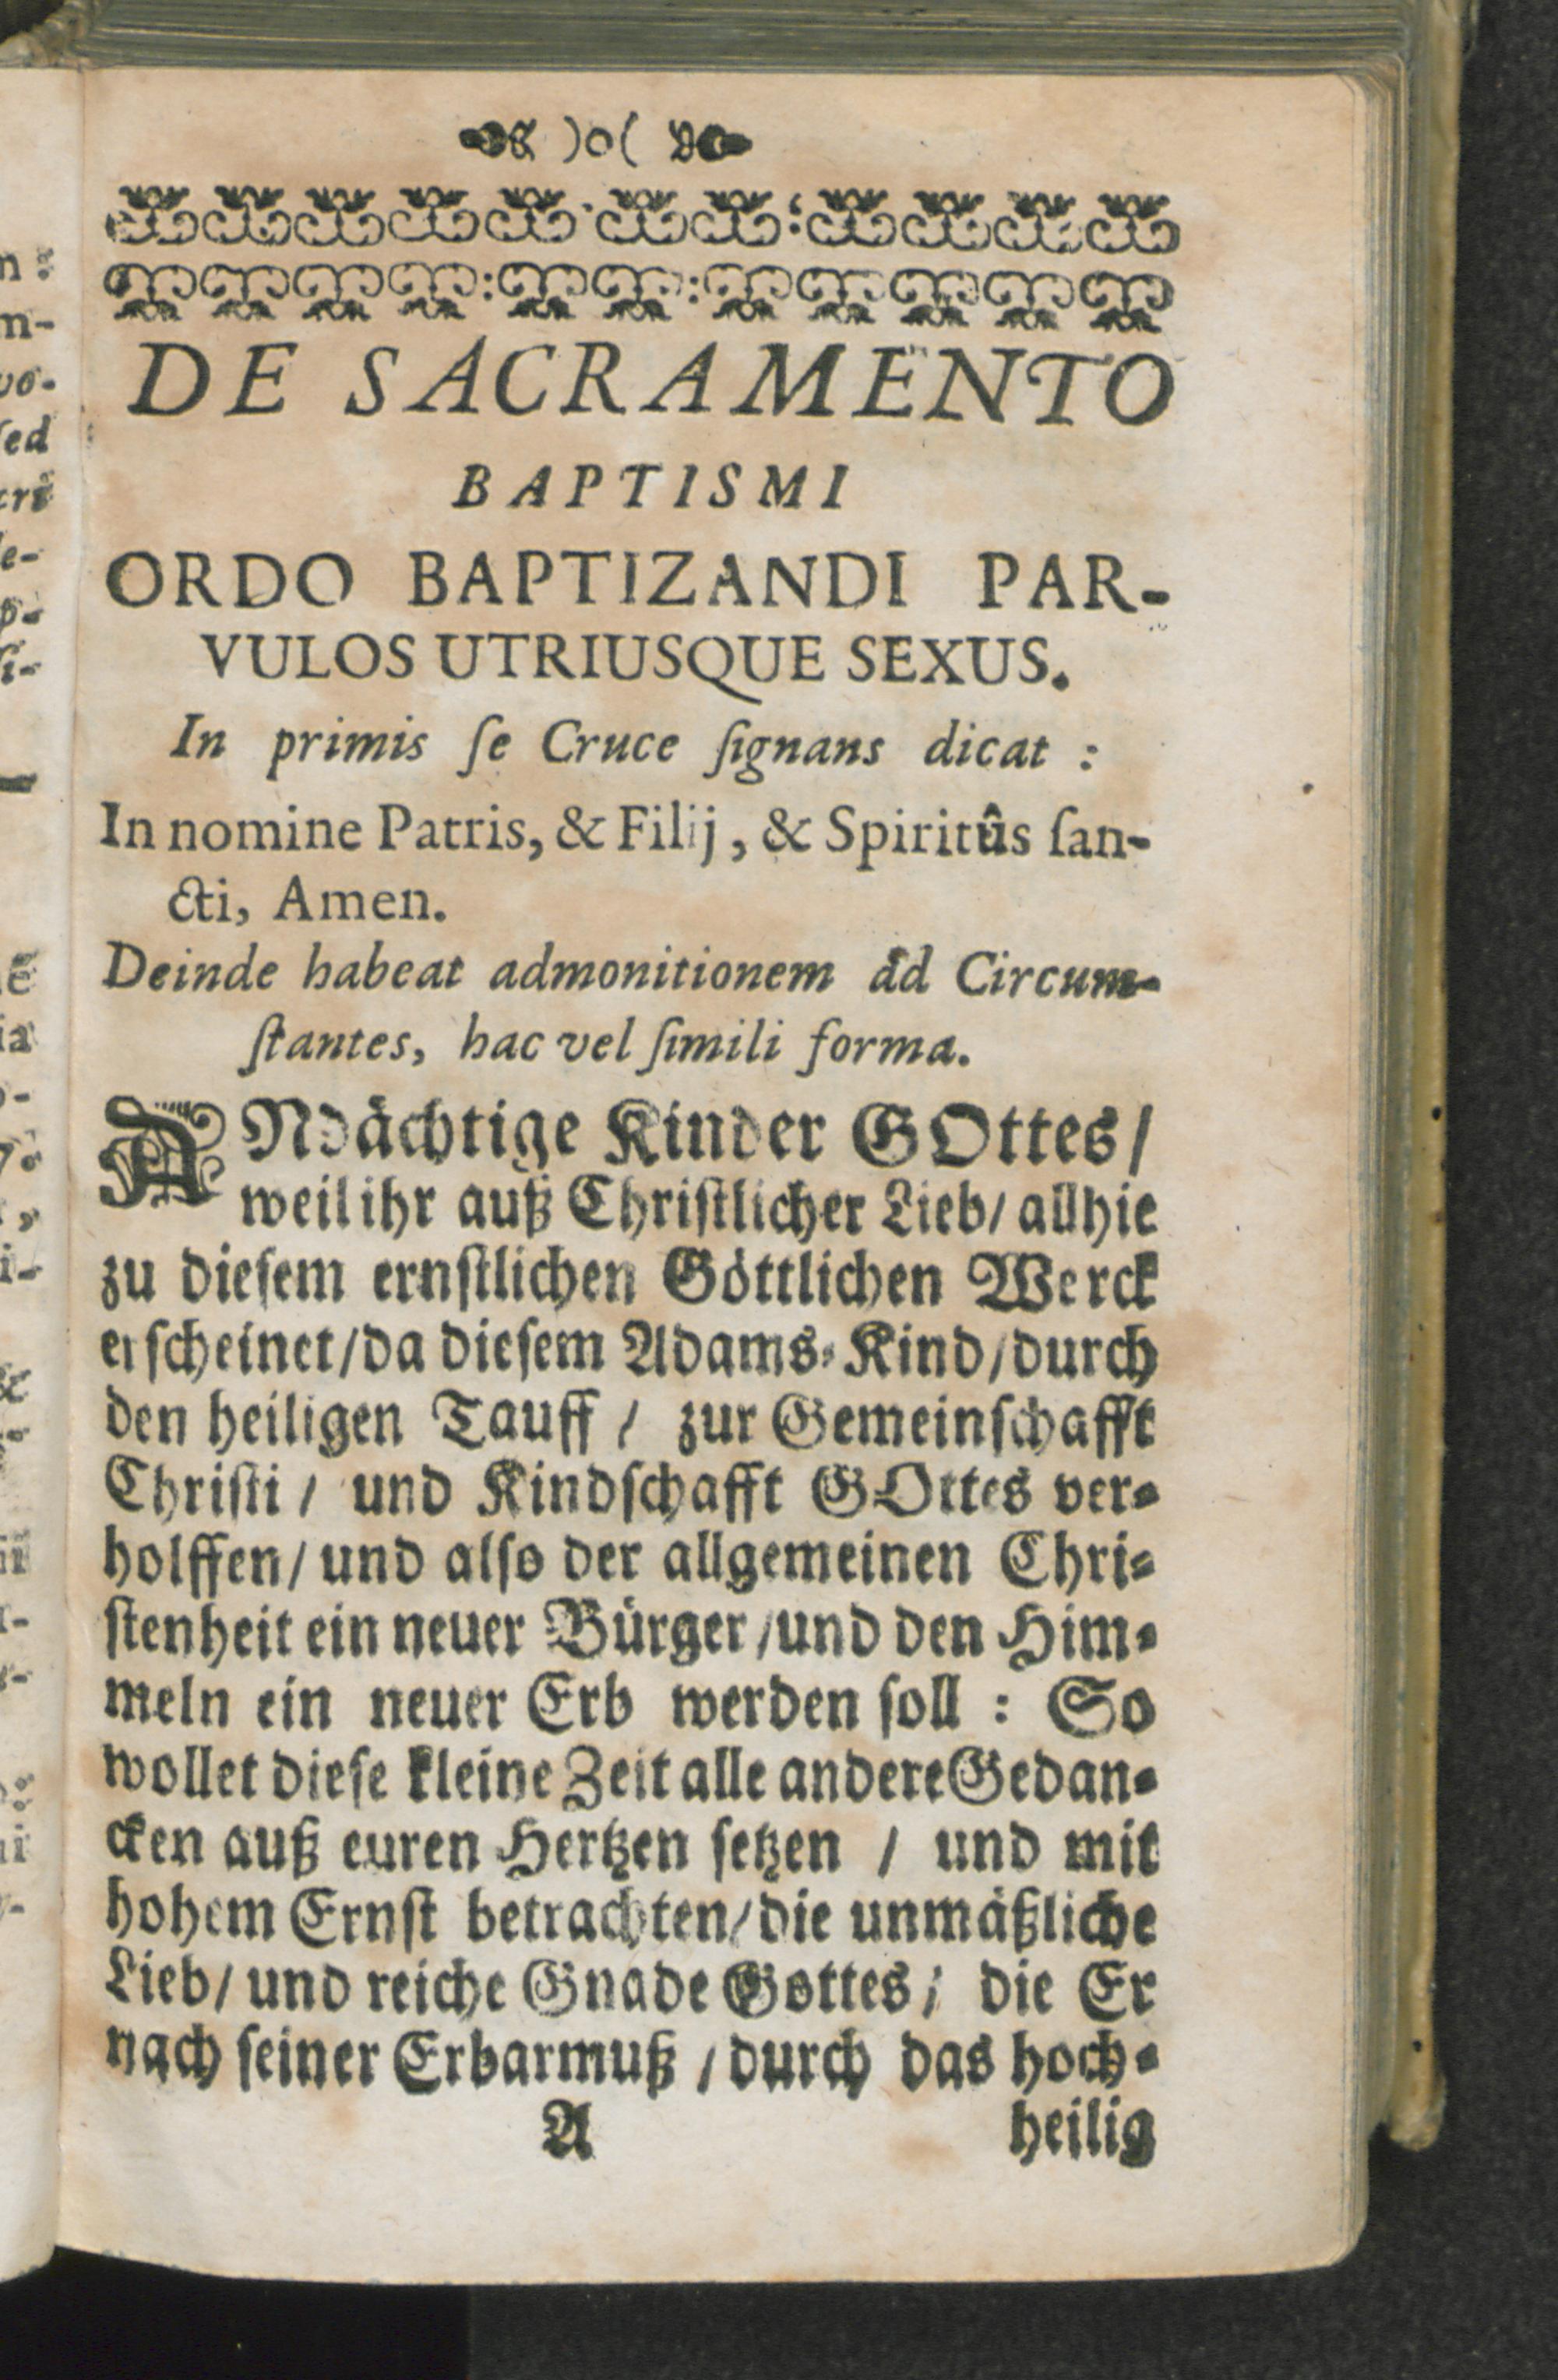 )o(
DE SACRAMENTO
BAPTISMI
ORDO BAPTIZANDI PAR-
VULOS UTRIUSQUE SEXUS.
In primis ſe Cruce ſignans dicat :
In nomine Patris, & Filij, & Spiritûs ſan-
cti, Amen.
Deinde habeat admonitionem ad Circum-
ſtantes, hac vel ſimili forma.
ANdächtige Kinder GOttes/
weil ihr auß Chriſtlicher Lieb/ allhie
zu dieſem ernſtlichen Göttlichen Werck
erſcheinet/da dieſem Adams-Kind/durch
den heiligen Tauff / zur Gemeinſchafft
Chriſti / und Kindſchafft GOttes ver-
holffen/ und alſo der allgemeinen Chri-
ſtenheit ein neuer Bürger /und den Him-
meln ein neuer Erb werden ſoll : So
wollet dieſe kleine Zeit alle andere Gedan-
cken auß euren Hertzen ſetzen / und mit
hohem Ernſt betrachten/die unmäßliche
Lieb/ und reiche Gnade Gottes; die Er
nach ſeiner Erbarmuß /durch das hoch-
A heilig